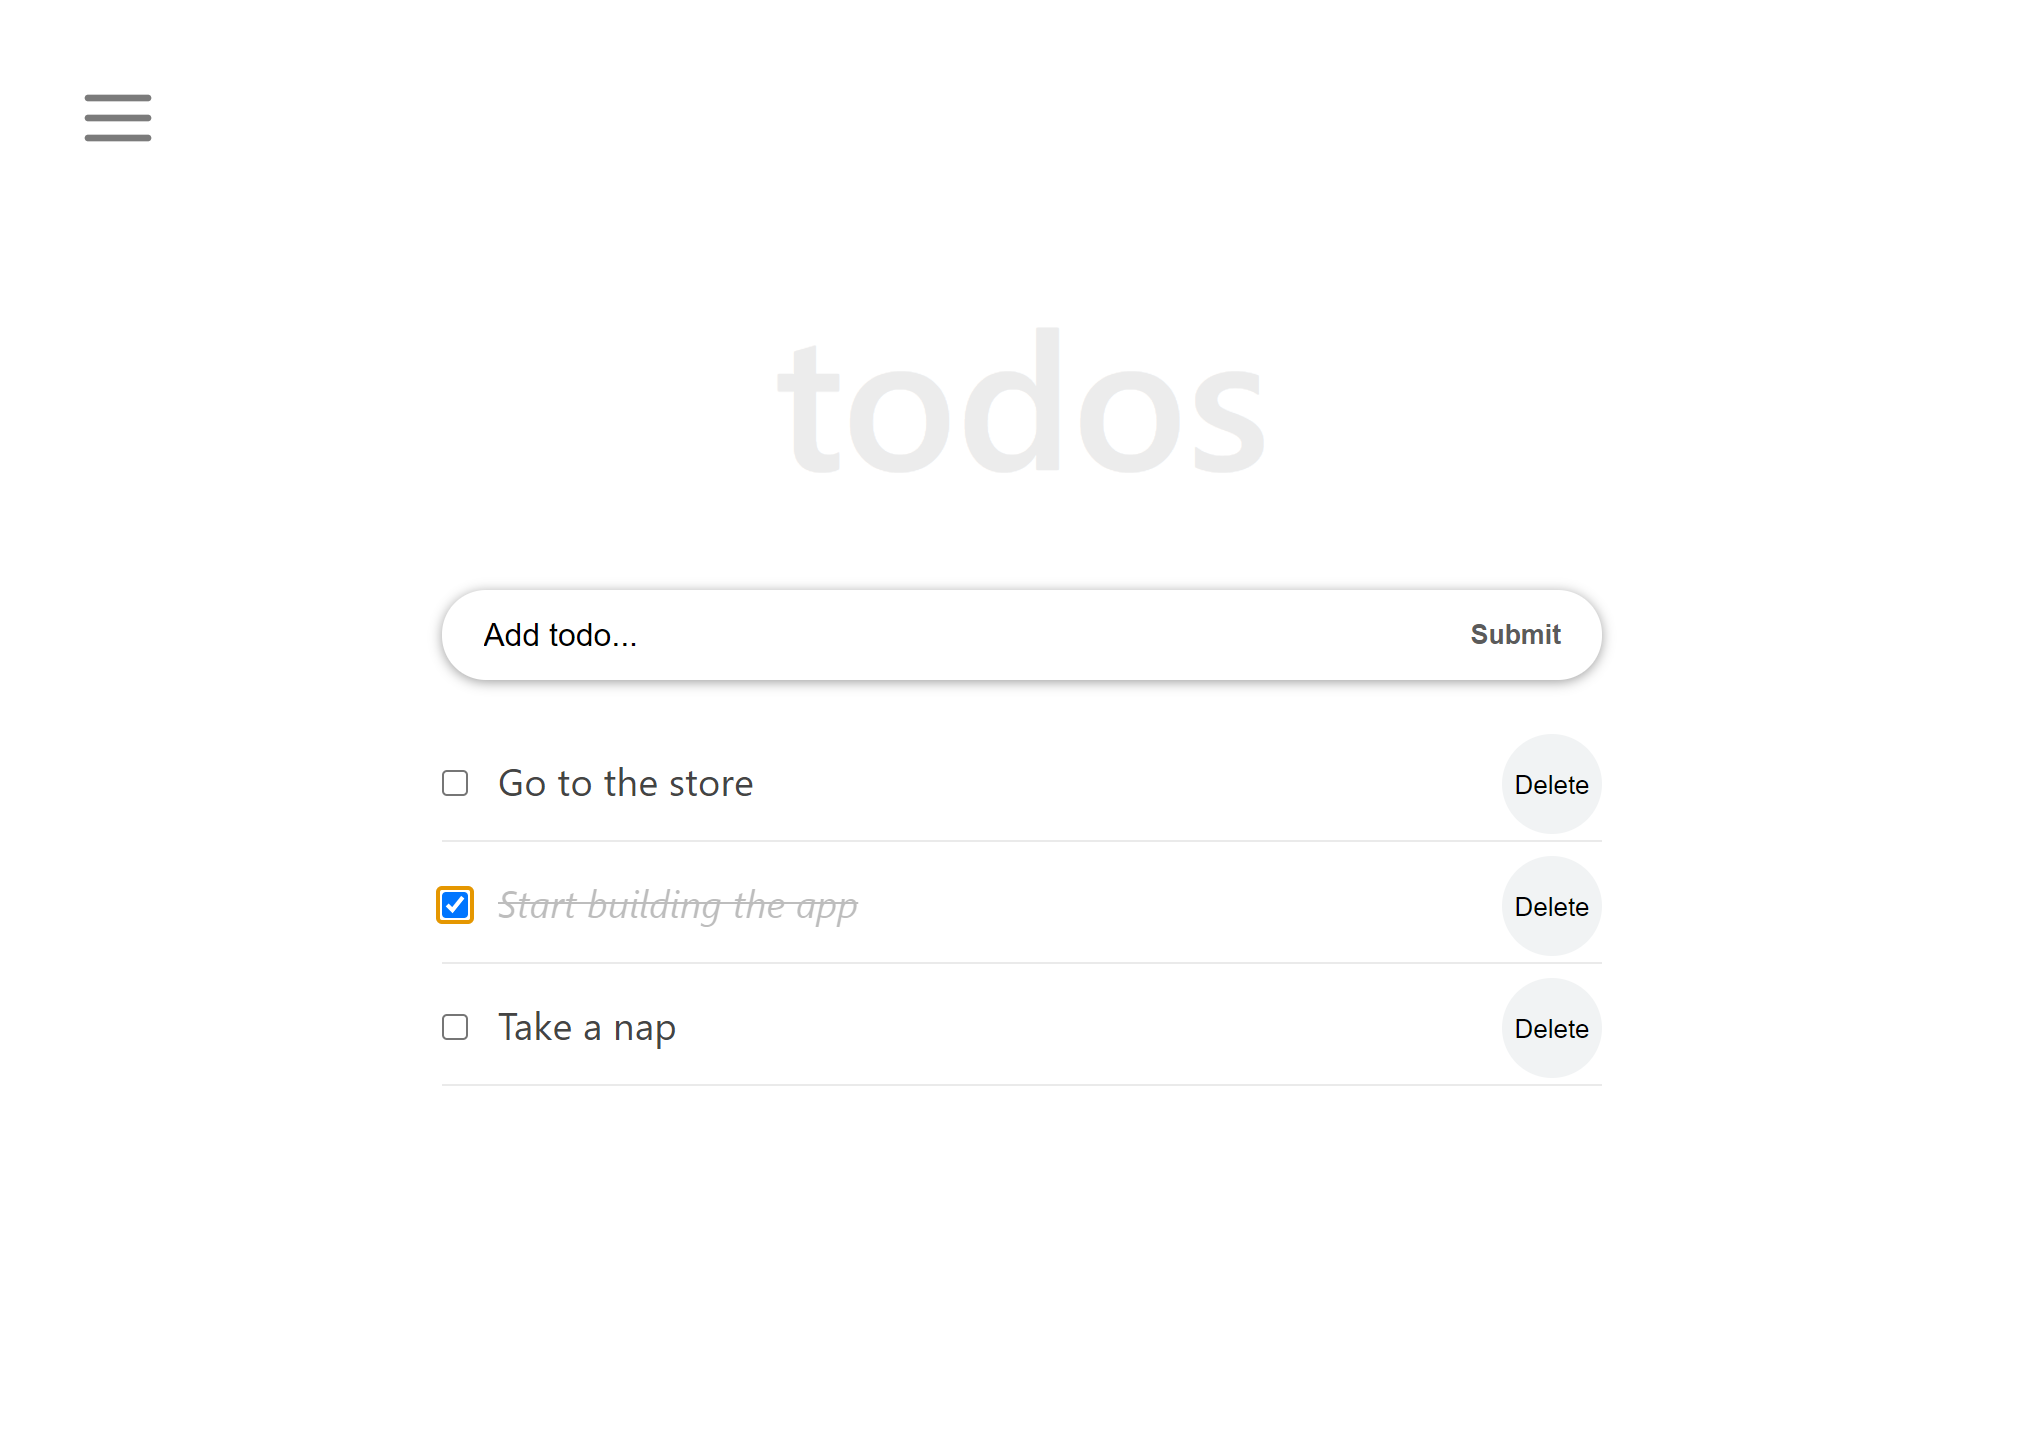 todos
Add todo... Submit
Go to the store Delete
Start building the app Delete
Take a nap Delete